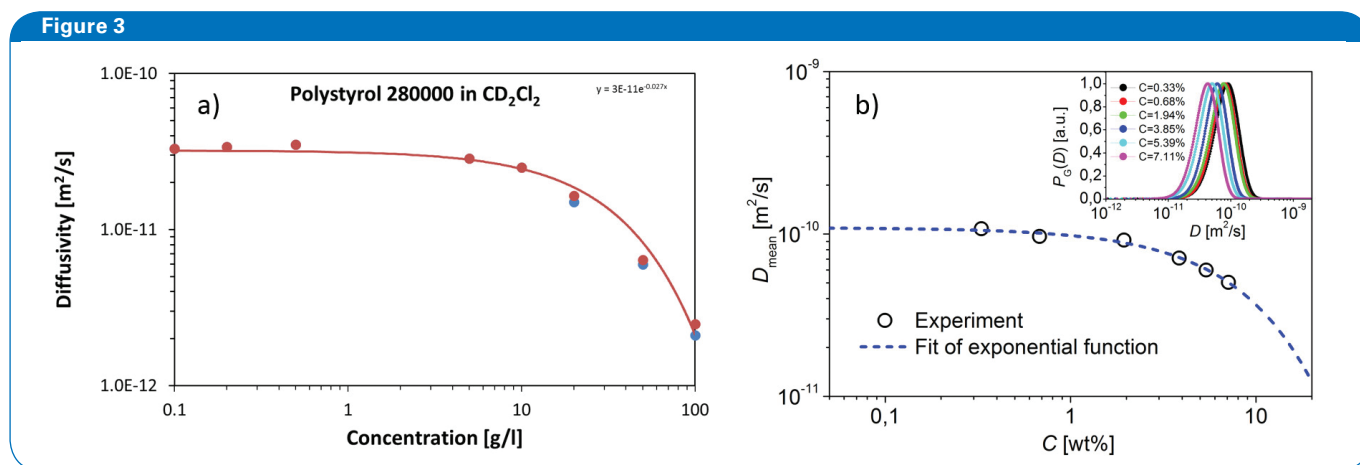 Figure 3
a)
Polystyrol 280000 in CD₂Cl₂
y = 3E-11e^-0.027x
Diffusivity [m²/s]
1.0E-10
1.0E-11
1.0E-12
0.1 1 10 100
Concentration [g/l]
b)
D_mean [m²/s]
10⁻⁹
10⁻¹⁰
10⁻¹¹
Experiment
Fit of exponential function
0,1 1 10
C [wt%]
P_G(D) [a.u.]
1,0
0,8
0,6
0,4
0,2
0,0
C=0.33%
C=0.68%
C=1.94%
C=3.85%
C=5.39%
C=7.11%
10⁻¹² 10⁻¹¹ 10⁻¹⁰ 10⁻⁹
D [m²/s]